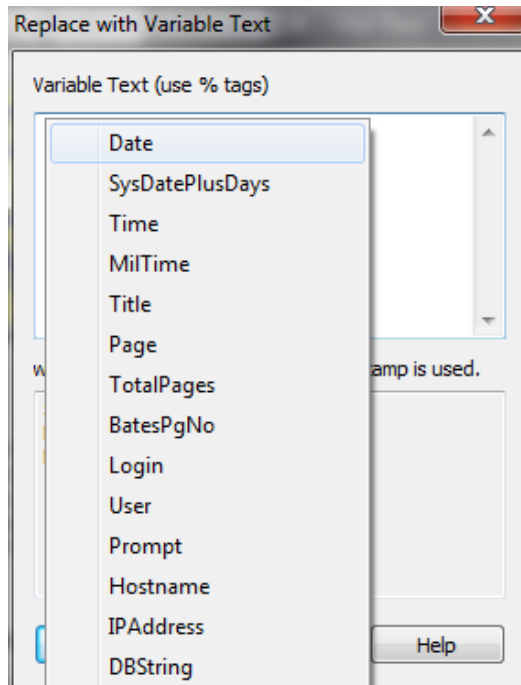 Replace with Variable Text
Variable Text (use % tags)
Date
SysDatePlusDays
Time
MilTime
Title
Page
amp is used.
TotalPages
BatesPgNo
Login
User
Prompt
Hostname
IPAddress
Help
DBString